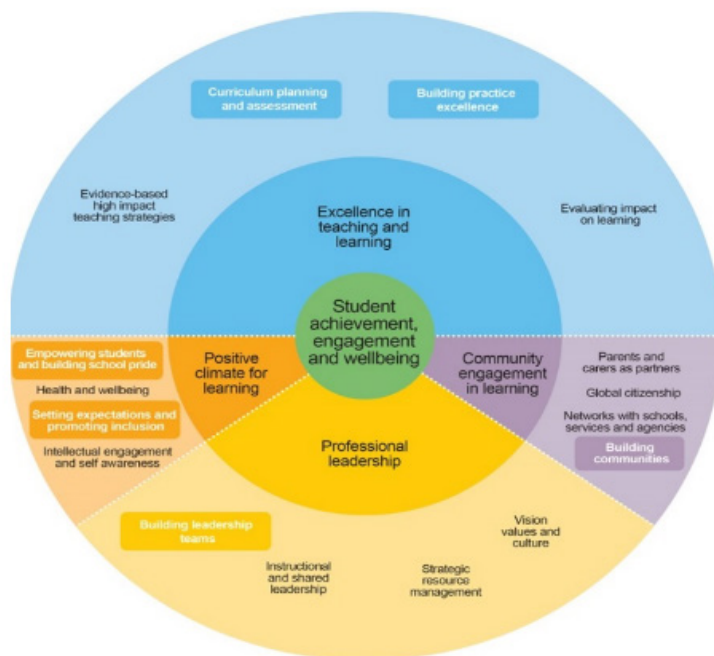 Curriculum planning
and assessment
Building practice
excellence
Evidence-based
high impact
teaching strategies
Excellence in
teaching and
learning
Evaluating impact
on learning
Student
achievement,
engagement
and wellbeing
Empowering students
and building school pride
Health and wellbeing
Setting expectations and
promoting inclusion
Intellectual engagement
and self awareness
Positive
climate for
learning
Community
engagement
in learning
Parents and
carers as partners
Global citizenship
Networks with schools,
services and agencies
Building
communities
Professional
leadership
Building leadership
teams
Instructional
and shared
leadership
Strategic
resource
management
Vision
values and
culture